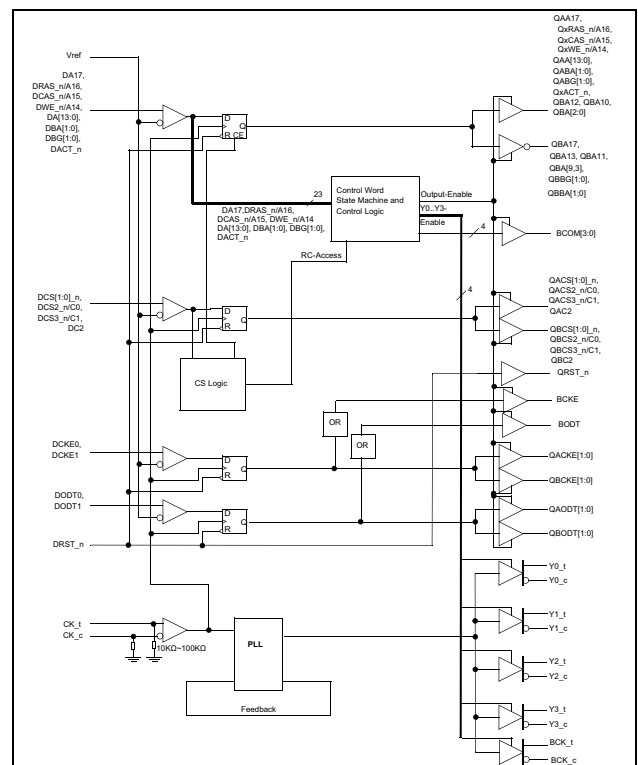 Vref
DA17,
DRAS_n/A16,
DCAS_n/A15,
DWE_n/A14,
DA[13:0],
DBA[1:0],
DBG[1:0],
DACT_n
D
Q
R CE
QAA17,
QxRAS_n/A16,
QxCAS_n/A15,
QxWE_n/A14,
QAA[13:0],
QABA[1:0],
QABG[1:0],
QxACT_n,
QBA12, QBA10,
QBA[2:0]
QBA17,
QBA13, QBA11,
QBA[9,3],
QBBG[1:0],
QBBA[1;0]
23
DA17,DRAS_n/A16,
DCAS_n/A15, DWE_n/A14
DA[13:0], DBA[1:0], DBG[1:0],
DACT_n
Control Word
State Machine and
Control Logic
Output-Enable
Y0..Y3-
Enable
4
BCOM[3:0]
RC-Access
4
DCS[1:0]_n,
DCS2_n/C0,
DCS3_n/C1,
DC2
D
Q
R
QACS[1:0]_n,
QACS2_n/C0,
QACS3_n/C1,
QAC2
QBCS[1:0]_n,
QBCS2_n/C0,
QBCS3_n/C1,
QBC2
CS Logic
QRST_n
BCKE
OR
BODT
OR
DCKE0,
DCKE1
D
Q
R
QACKE[1:0]
QBCKE[1:0]
DODT0,
DODT1
D
Q
R
QAODT[1:0]
QBODT[1:0]
DRST_n
Y0_t
Y0_c
CK_t
CK_c
10KΩ~100KΩ
PLL
Feedback
Y1_t
Y1_c
Y2_t
Y2_c
Y3_t
Y3_c
BCK_t
BCK_c